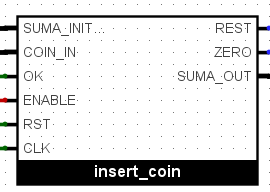 SUMA_INIT... REST
COIN_IN ZERO
OK SUMA_OUT
ENABLE
RST
CLK
insert_coin